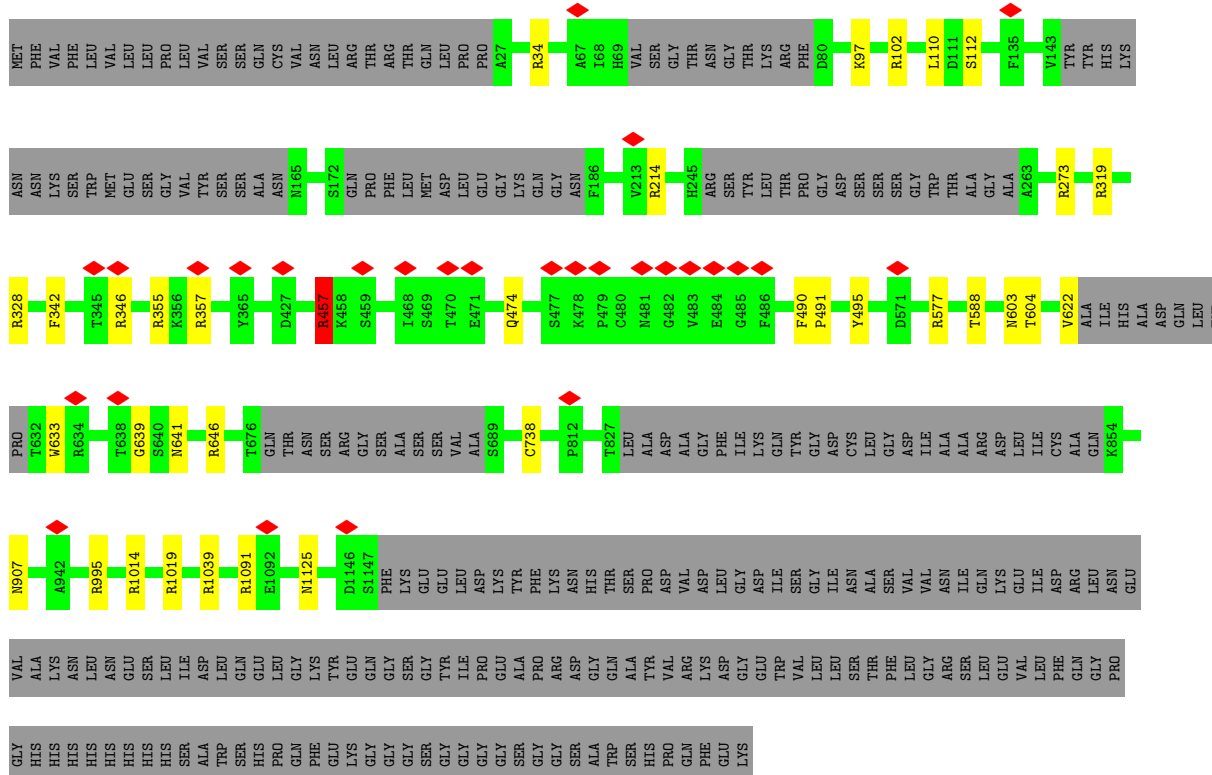 MET PHE VAL PHE LEU VAL LEU LEU PRO LEU VAL SER SER GLN CYS VAL ASN LEU ARG THR ARG THR GLN LEU PRO PRO A27 R34 A67 I68 H69 VAL SER GLY THR ASN GLY THR LYS ARG PHE D80 K97 R102 L110 D111 S112 F135 V143 TYR TYR HIS LYS
ASN ASN LYS SER TRP MET GLU SER GLY VAL TYR SER SER ALA ASN N165 S172 GLN PRO PHE LEU MET ASP LEU GLU GLY LYS GLN GLY ASN F186 V213 R214 H245 ARG SER TYR LEU THR PRO GLY ASP SER SER SER GLY TRP THR ALA GLY ALA A263 R273 R319
R328 F342 T345 R346 R355 K356 R357 Y365 D427 R457 K458 S459 I468 S469 T470 E471 Q474 S477 K478 P479 C480 N481 G482 V483 E484 G485 F486 F490 P491 Y495 D571 R577 T588 N603 T604 V622 ALA ILE HIS ALA ASP GLN LEU
PRO T632 W633 R634 T638 G639 S640 N641 R646 T676 GLN THR ASN SER ARG GLY SER ALA SER SER VAL ALA S689 C738 P812 T827 LEU ALA ASP ALA GLY PHE ILE LYS GLN TYR GLY ASP CYS LEU GLY ASP ILE ALA ALA ARG ASP LEU ILE CYS ALA GLN K854
N907 A942 R995 R1014 R1019 R1039 R1091 E1092 N1125 D1146 S1147 PHE LYS GLU GLU LEU ASP LYS TYR PHE LYS ASN HIS THR SER PRO ASP VAL ASP LEU GLY ASP ILE SER GLY ILE ASN ALA SER VAL VAL ASN ILE GLN LYS GLU ILE ASP ARG LEU ASN GLU
VAL ALA LYS ASN LEU ASN GLU SER LEU ILE ASP LEU GLN GLU LEU GLY LYS TYR GLU GLN GLY SER GLY TYR ILE PRO GLU ALA PRO ARG ASP GLY GLN ALA TYR VAL ARG LYS ASP GLY GLU TRP VAL LEU LEU SER THR PHE LEU GLY ARG SER LEU GLU VAL LEU PHE GLN GLY PRO
GLY HIS HIS HIS HIS HIS HIS HIS HIS SER ALA TRP SER HIS PRO GLN PHE GLU LYS GLY GLY GLY SER GLY GLY GLY GLY SER GLY GLY SER ALA TRP SER HIS PRO GLN PHE GLU LYS